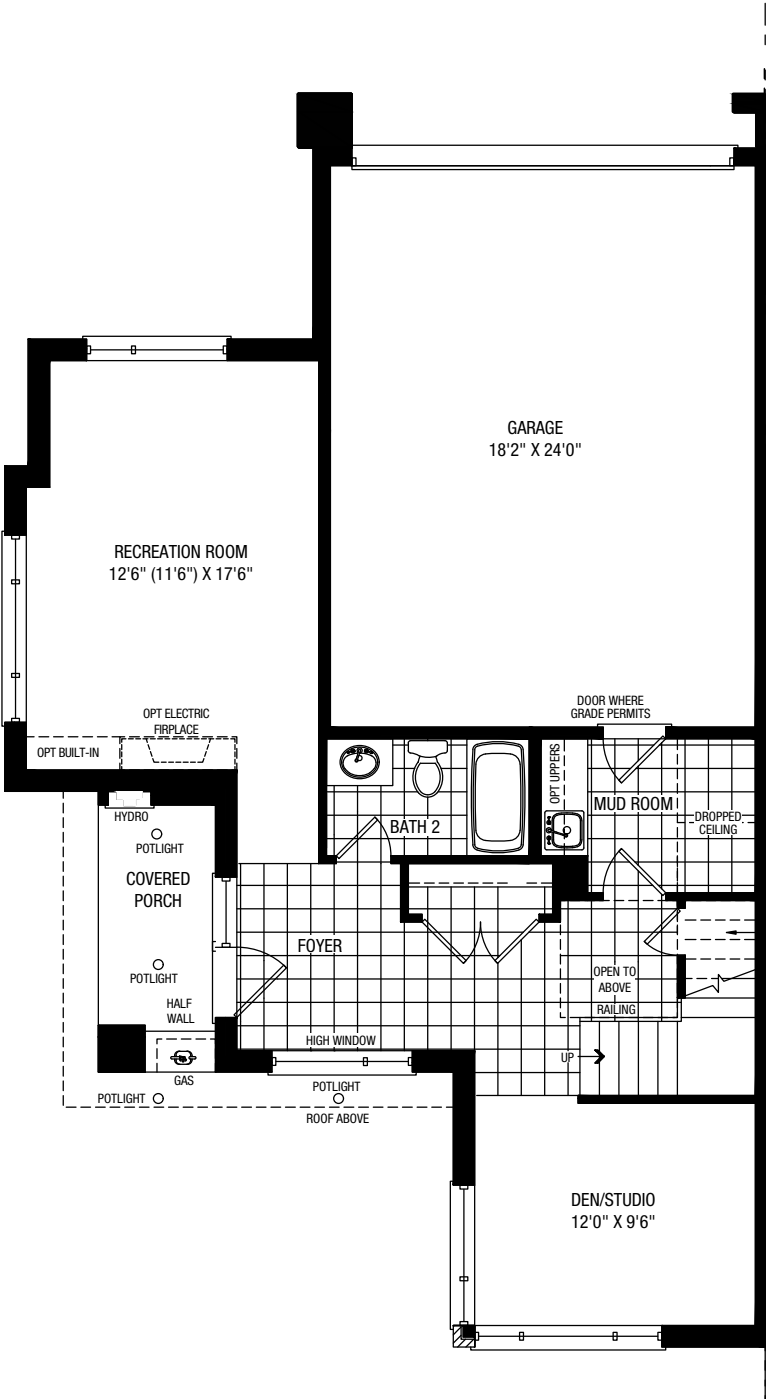 GARAGE
18'2" X 24'0"
RECREATION ROOM
12'6" (11'6") X 17'6"
DOOR WHERE
GRADE PERMITS
OPT ELECTRIC
FIREPLACE
OPT BUILT-IN
OPT UPPERS
MUD ROOM
DROPPED
CEILING
BATH 2
HYDRO
POTLIGHT
COVERED
PORCH
FOYER
POTLIGHT
OPEN TO
ABOVE
RAILING
HALF
WALL
HIGH WINDOW
UP
GAS
POTLIGHT
POTLIGHT
ROOF ABOVE
DEN/STUDIO
12'0" X 9'6"